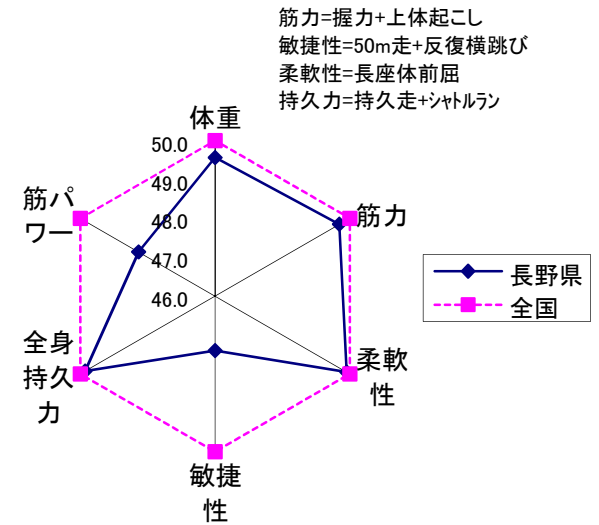 筋力=握力+上体起こし
敏捷性=50m走+反復横跳び
柔軟性=長座体前屈
持久力=持久走+シャトルラン
体重
50.0
49.0
48.0
47.0
46.0
筋パ
ワー
筋力
長野県
全国
全身
持久
力
柔軟
性
敏捷
性